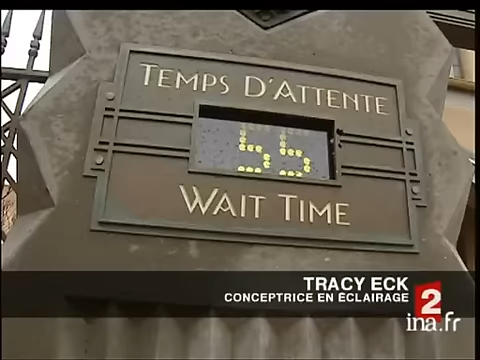 TEMPS D'ATTENTE
55
WAIT TIME
TRACY ECK
CONCEPTRICE EN ÉCLAIRAGE
2
ina.fr